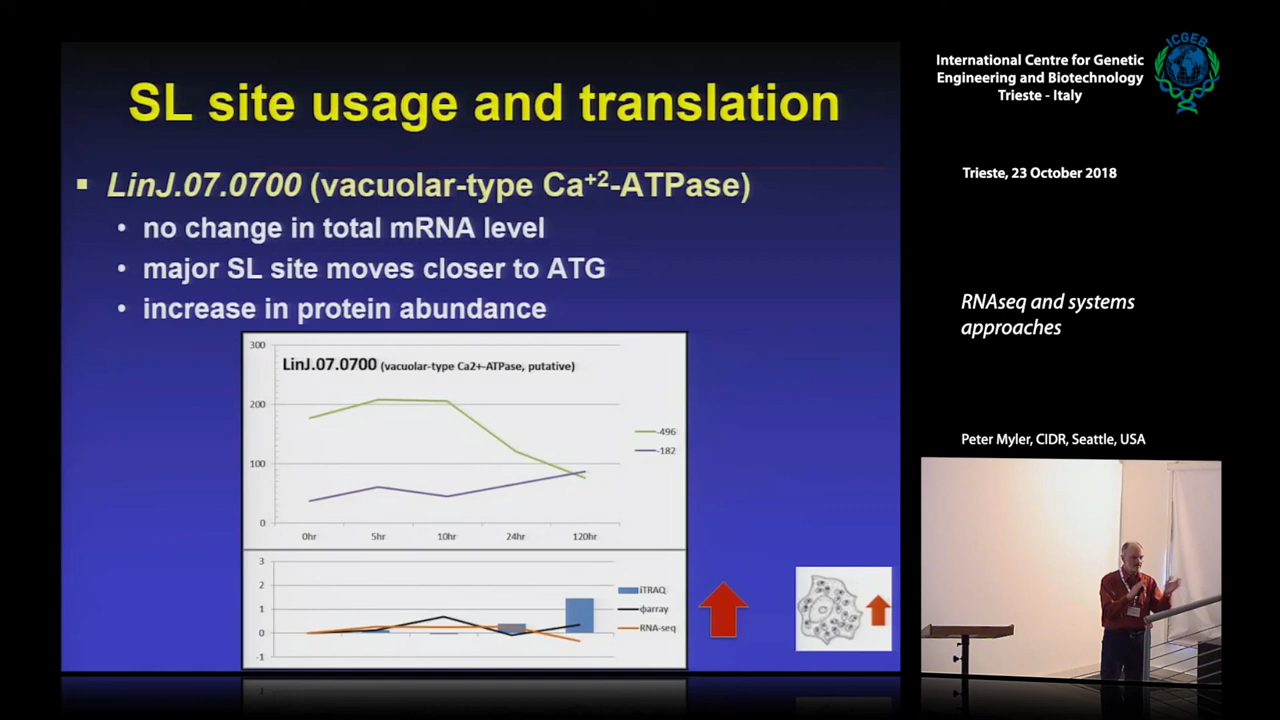 SL site usage and translation
▪ LinJ.07.0700 (vacuolar-type Ca+2-ATPase)
• no change in total mRNA level
• major SL site moves closer to ATG
• increase in protein abundance
300
LinJ.07.0700 (vacuolar-type Ca2+-ATPase, putative)
200
-496
-182
100
0
0hr 5hr 10hr 24hr 120hr
3
2
iTRAQ
1
φarray
0
RNA-seq
-1
International Centre for Genetic
Engineering and Biotechnology
Trieste - Italy
ICGEB
Trieste, 23 October 2018
RNAseq and systems
approaches
Peter Myler, CIDR, Seattle, USA